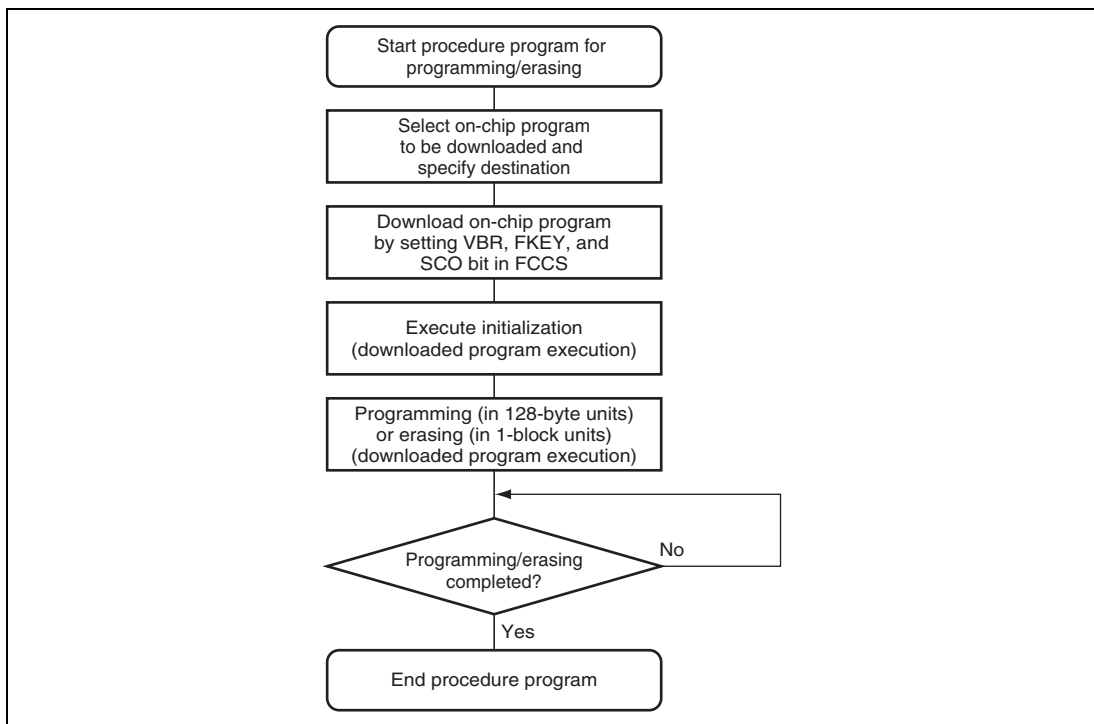 Start procedure program for
programming/erasing
Select on-chip program
to be downloaded and
specify destination
Download on-chip program
by setting VBR, FKEY, and
SCO bit in FCCS
Execute initialization
(downloaded program execution)
Programming (in 128-byte units)
or erasing (in 1-block units)
(downloaded program execution)
Programming/erasing
completed?
No
Yes
End procedure program